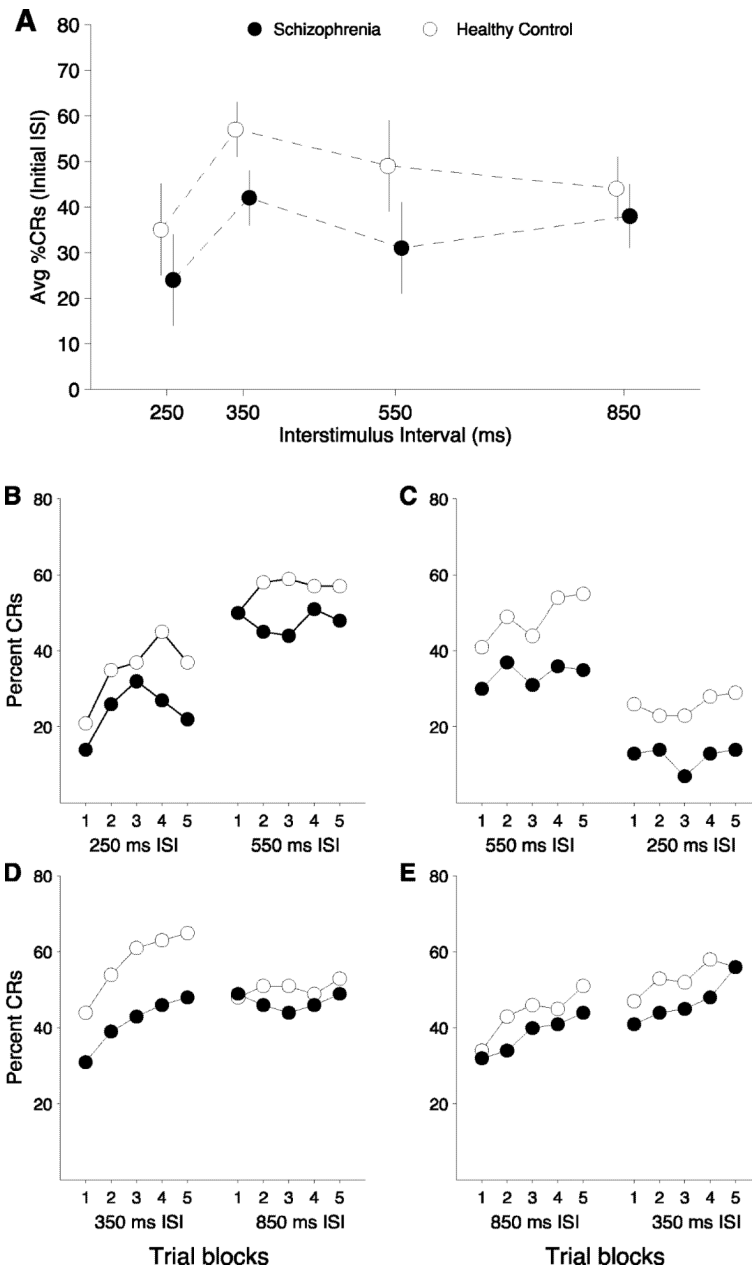 A
Schizophrenia Healthy Control
Avg %CRs (Initial ISI)
80
70
60
50
40
30
20
10
0
250 350 550 850
Interstimulus Interval (ms)
B
Percent CRs
80
60
40
20
1 2 3 4 5 1 2 3 4 5
250 ms ISI 550 ms ISI
C
80
60
40
20
1 2 3 4 5 1 2 3 4 5
550 ms ISI 250 ms ISI
D
Percent CRs
80
60
40
20
1 2 3 4 5 1 2 3 4 5
350 ms ISI 850 ms ISI
Trial blocks
E
80
60
40
20
1 2 3 4 5 1 2 3 4 5
850 ms ISI 350 ms ISI
Trial blocks